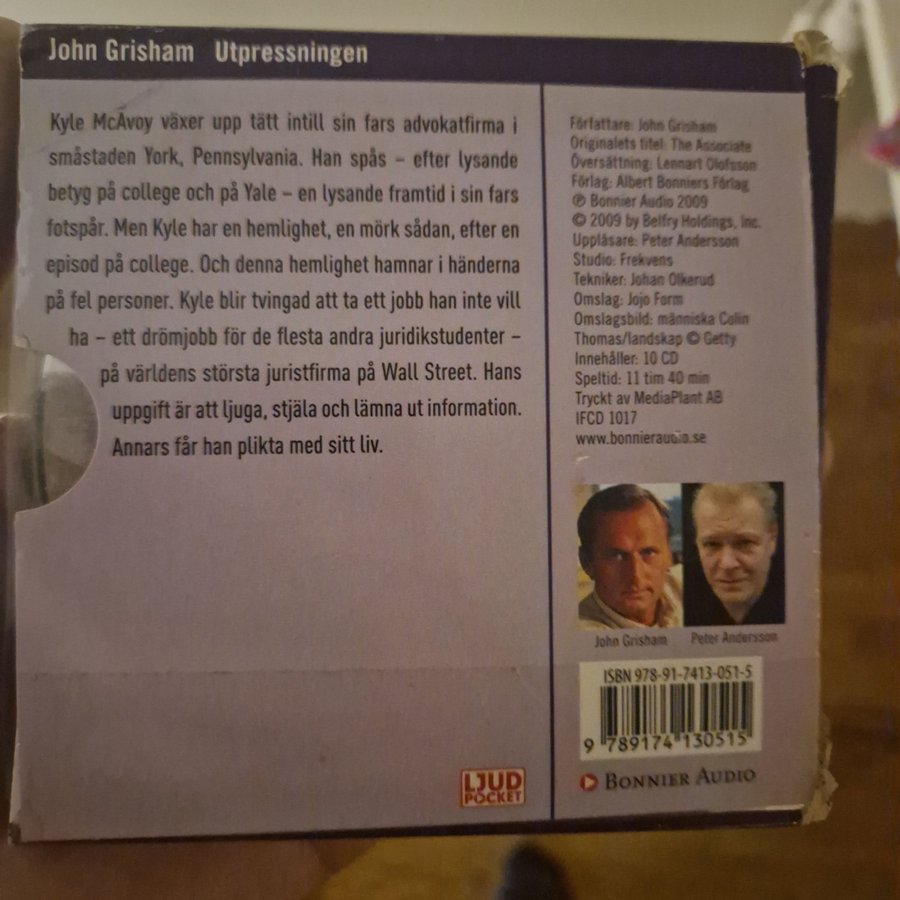 John Grisham Utpressningen
Kyle McAvoy växer upp tätt intill sin fars advokatfirma i
småstaden York, Pennsylvania. Han spås – efter lysande
betyg på college och på Yale – en lysande framtid i sin fars
fotspår. Men Kyle har en hemlighet, en mörk sådan, efter en
episod på college. Och denna hemlighet hamnar i händerna
på fel personer. Kyle blir tvingad att ta ett jobb han inte vill
ha – ett drömjobb för de flesta andra juridikstudenter –
på världens största juristfirma på Wall Street. Hans
uppgift är att ljuga, stjäla och lämna ut information.
Annars får han plikta med sitt liv.
LJUD
POCKET
Författare: John Grisham
Originalets titel: The Associate
Översättning: Lennart Olofsson
Förlag: Albert Bonniers Förlag
℗ Bonnier Audio 2009
© 2009 by Belfry Holdings, Inc.
Uppläsare: Peter Andersson
Studio: Frekvens
Tekniker: Johan Olkerud
Omslag: Jojo Form
Omslagsbild: människa Colin
Thomas/landskap © Getty
Innehåller: 10 CD
Speltid: 11 tim 40 min
Tryckt av MediaPlant AB
IFCD 1017
www.bonnieraudio.se
John Grisham Peter Andersson
ISBN 978-91-7413-051-5
9 789174 130515
BONNIER AUDIO